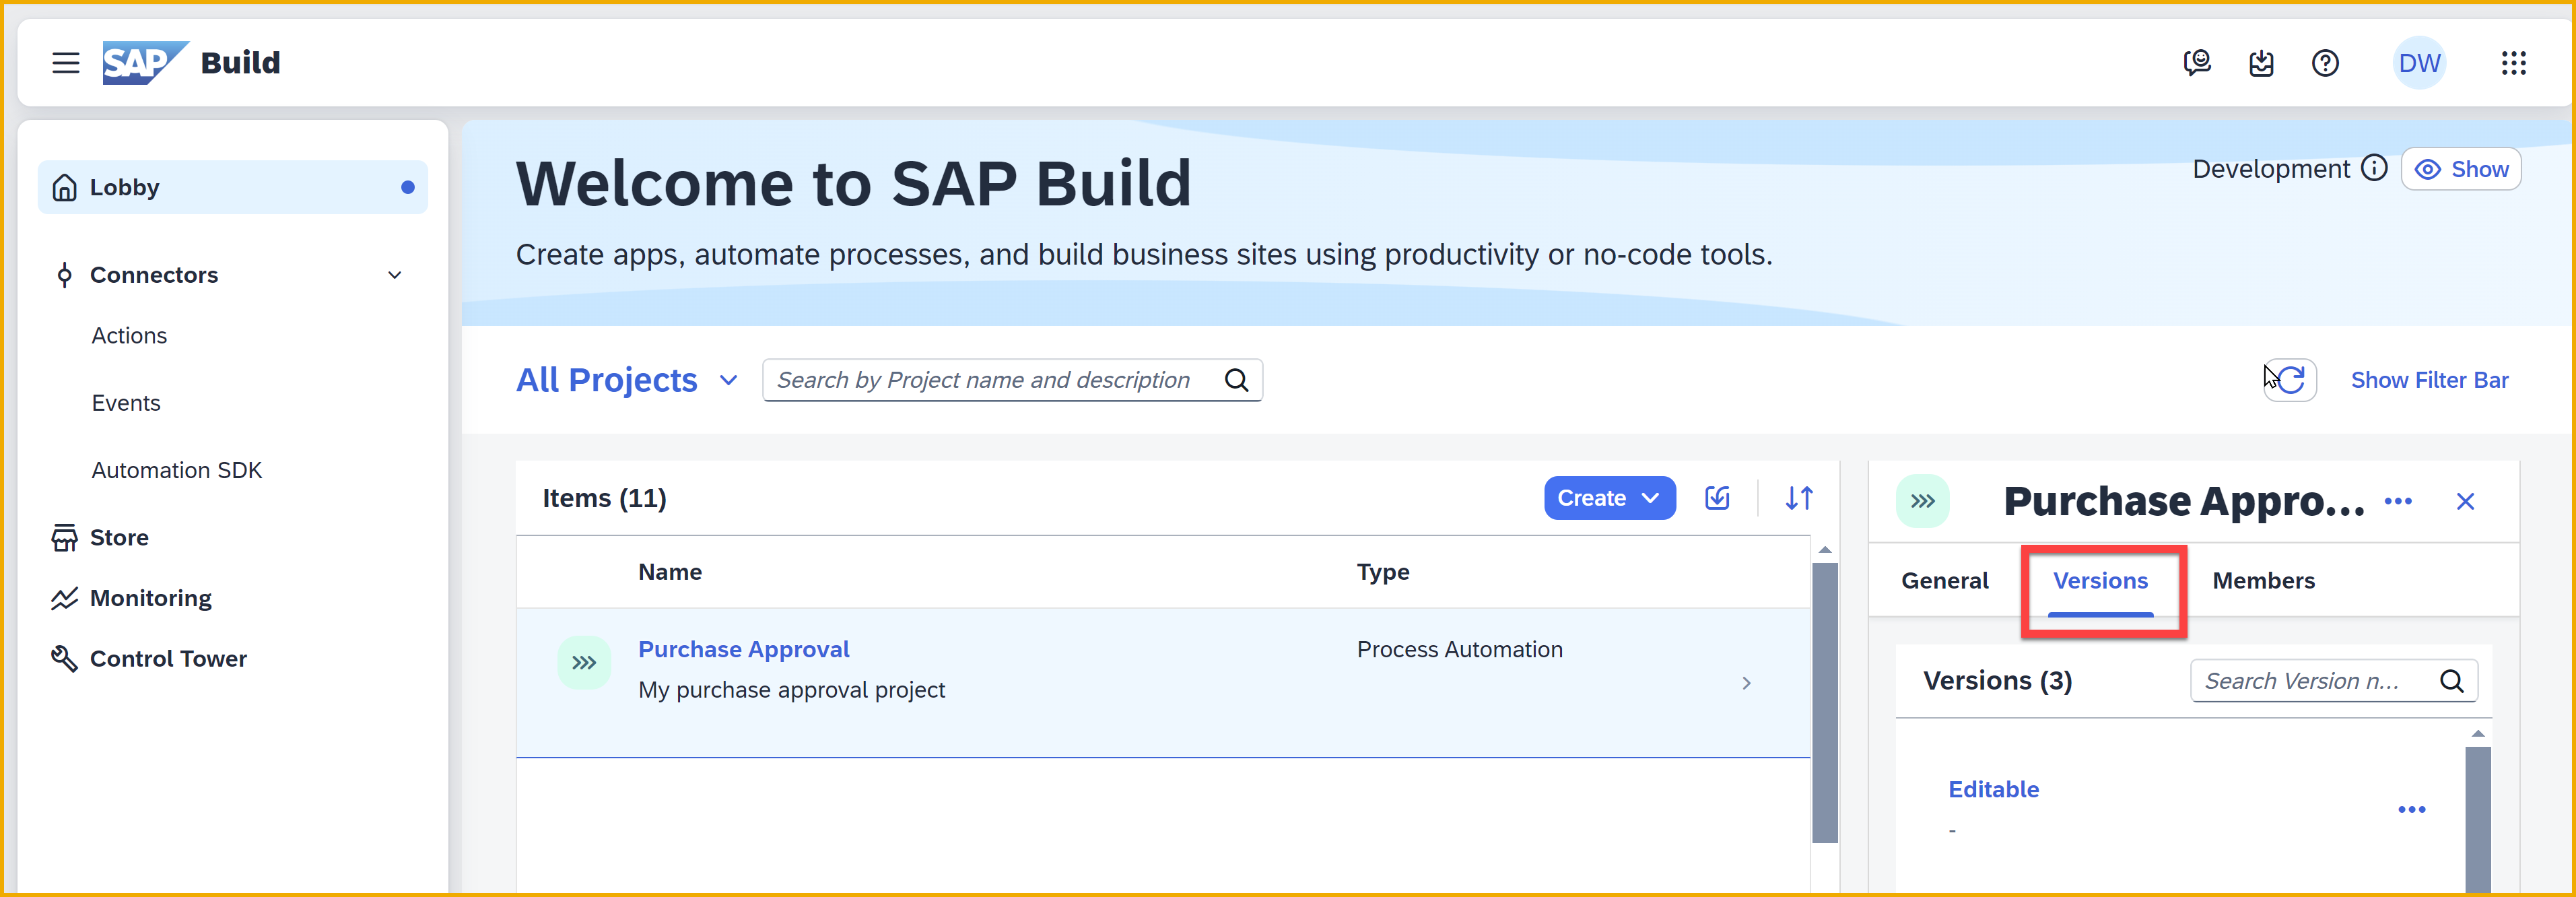 SAP Build
DW
Lobby
Connectors
Actions
Events
Automation SDK
Store
Monitoring
Control Tower
Welcome to SAP Build
Create apps, automate processes, and build business sites using productivity or no-code tools.
Development
Show
All Projects
Search by Project name and description
Show Filter Bar
Items (11)
Create
Name Type
Purchase Approval Process Automation
My purchase approval project
Purchase Appro...
General Versions Members
Versions (3)
Search Version n...
Editable
-